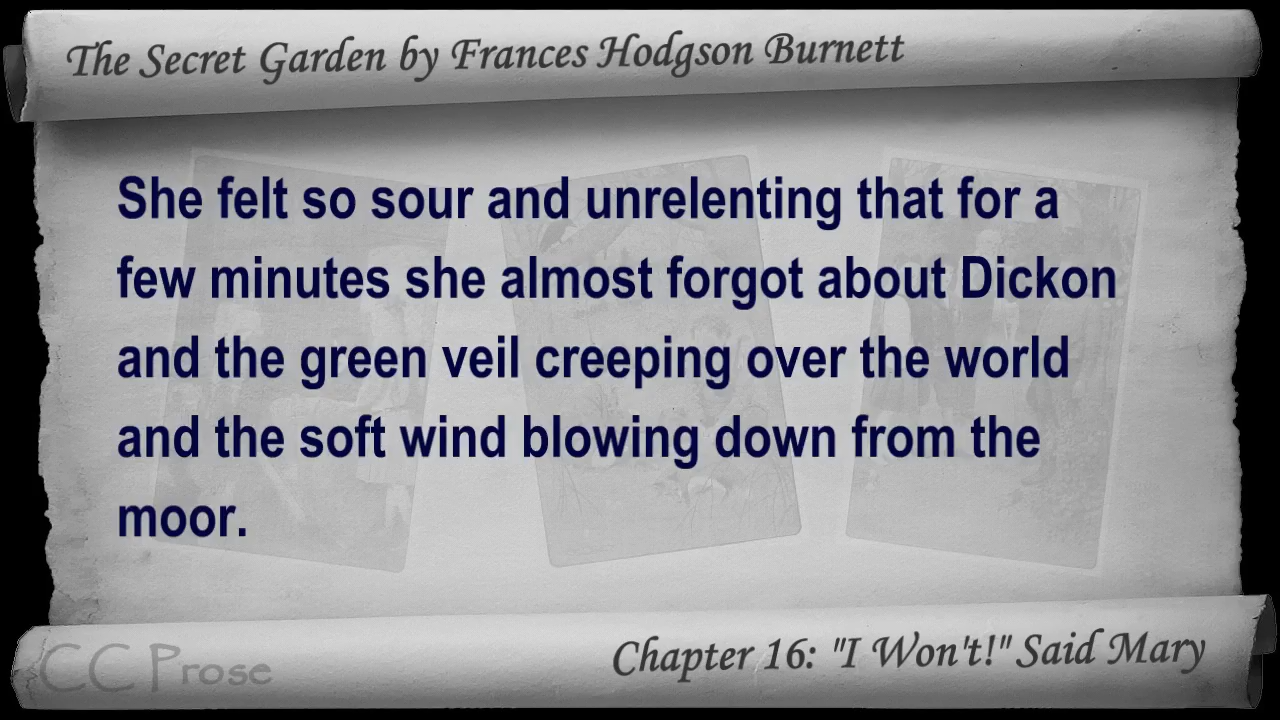 The Secret Garden by Frances Hodgson Burnett
She felt so sour and unrelenting that for a
few minutes she almost forgot about Dickon
and the green veil creeping over the world
and the soft wind blowing down from the
moor.
CC Prose
Chapter 16: "I Won't!" Said Mary